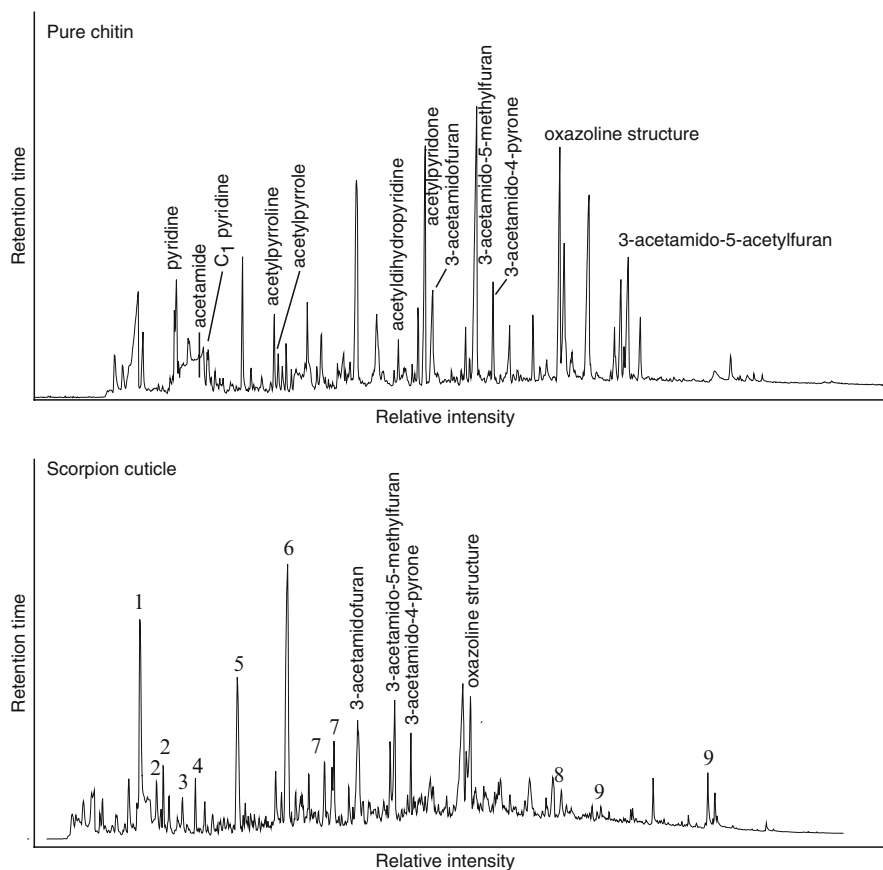 Pure chitin
Retention time
pyridine
acetamide
C1 pyridine
acetylpyrroline
acetylpyrrole
acetyldihydropyridine
acetylpyridone
3-acetamidofuran
3-acetamido-5-methylfuran
3-acetamido-4-pyrone
oxazoline structure
3-acetamido-5-acetylfuran
Relative intensity
Scorpion cuticle
Retention time
1
2
2
3
4
5
6
7
7
3-acetamidofuran
3-acetamido-5-methylfuran
3-acetamido-4-pyrone
oxazoline structure
8
9
9
Relative intensity